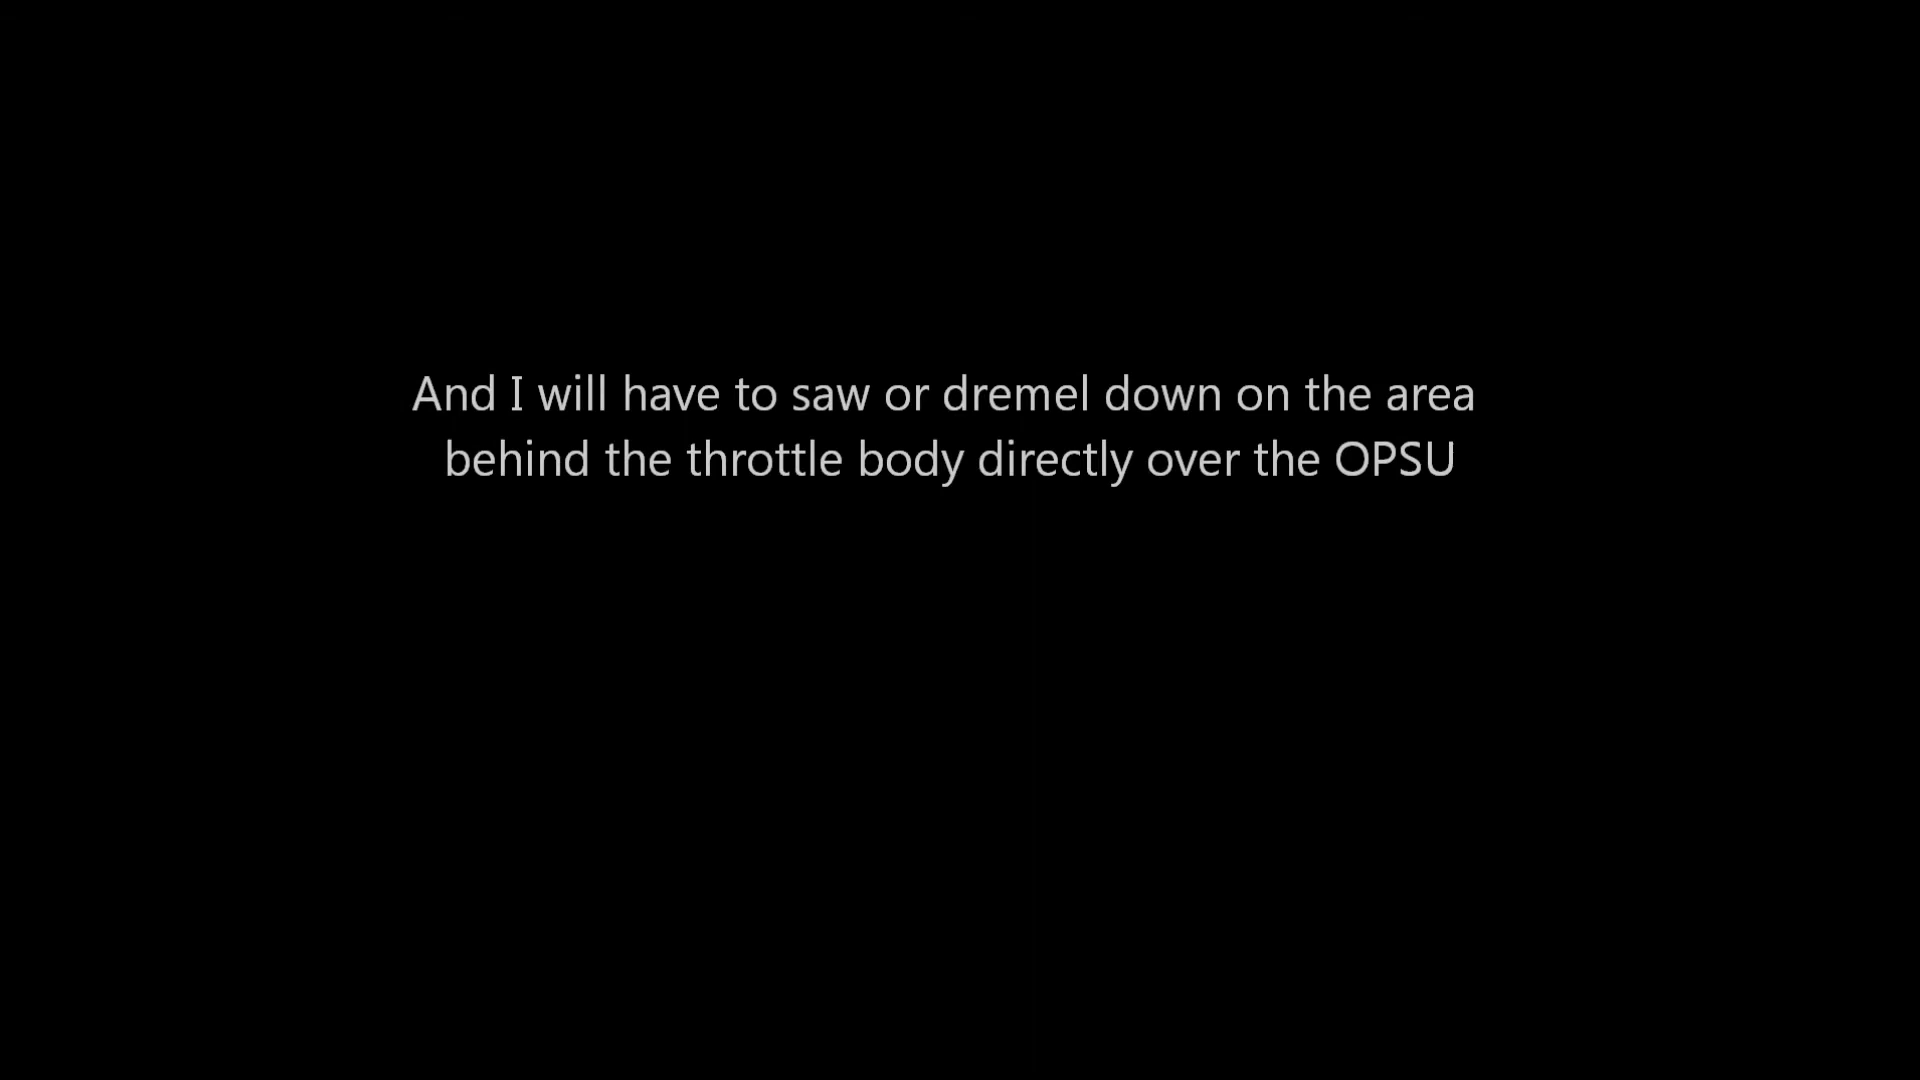 And I will have to saw or dremel down on the area
behind the throttle body directly over the OPSU